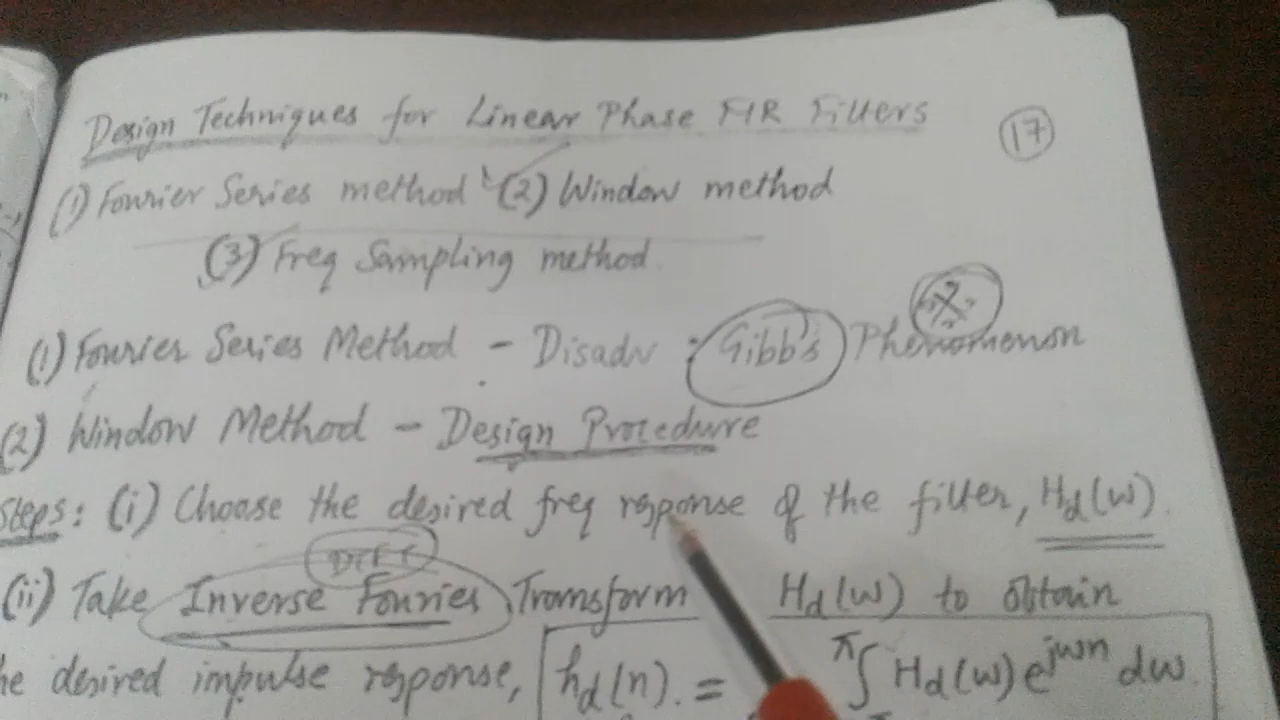 Design Techniques for Linear Phase FIR Filters
17
(1) Fourier Series method (2) Window method
(3) Freq Sampling method.
(1) Fourier Series Method - Disadv : Gibb's Phenomenon
(2) Window Method - Design Procedure
Steps: (i) Choose the desired freq response of the filter, Hd(w).
DTFT
(ii) Take Inverse Fourier Transform Hd(w) to obtain
he desired impulse response, hd(n) = π∫ Hd(w) e^jwn dw.